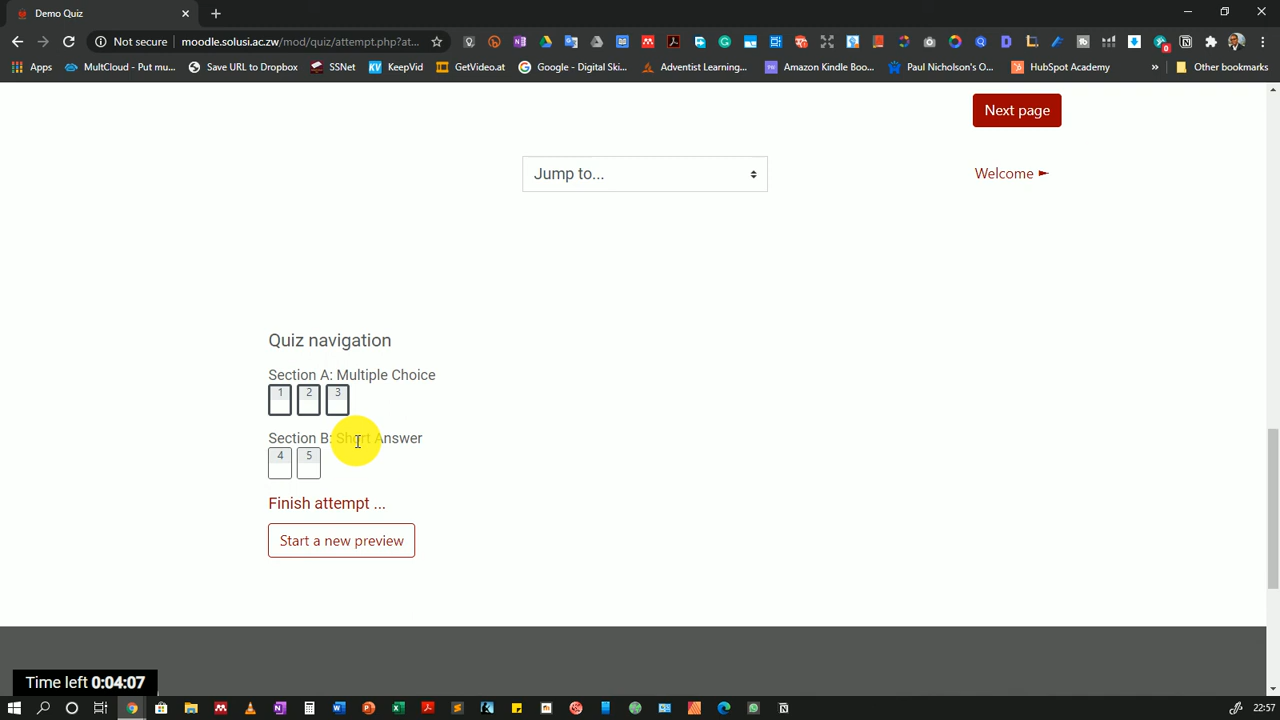 Demo Quiz
Not secure moodle.solusi.ac.zw/mod/quiz/attempt.php?at...
Apps MultCloud - Put mu... Save URL to Dropbox SSNet KeepVid GetVideo.at Google - Digital Ski... Adventist Learning... Amazon Kindle Boo... Paul Nicholson's O... HubSpot Academy » Other bookmarks
Next page
Jump to...
Welcome ►
Quiz navigation
Section A: Multiple Choice
1 2 3
Section B: Short Answer
4 5
Finish attempt ...
Start a new preview
Time left 0:04:07
22:57